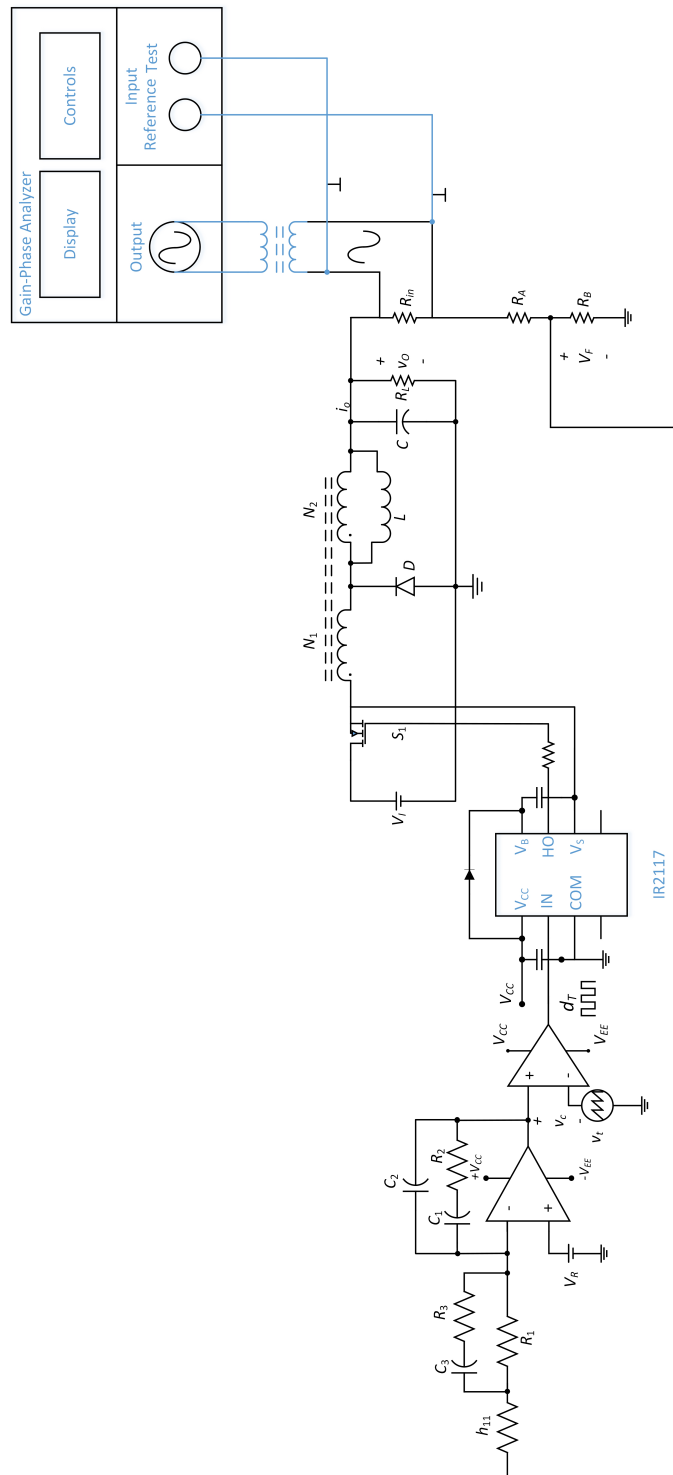 Gain-Phase Analyzer
Display
Controls
Output
Input
Reference Test
R_in
R_A
R_B
+
V_F
-
i_o
+
v_O
-
R_L
C
N_2
L
D
N_1
S_1
V_I
V_CC
V_B
IN
HO
COM
V_S
IR2117
V_CC
d_T
V_CC
V_EE
+
-
+
v_c
-
v_t
C_2
R_2
C_1
+V_CC
-V_EE
-
+
V_R
R_3
C_3
R_1
h_11